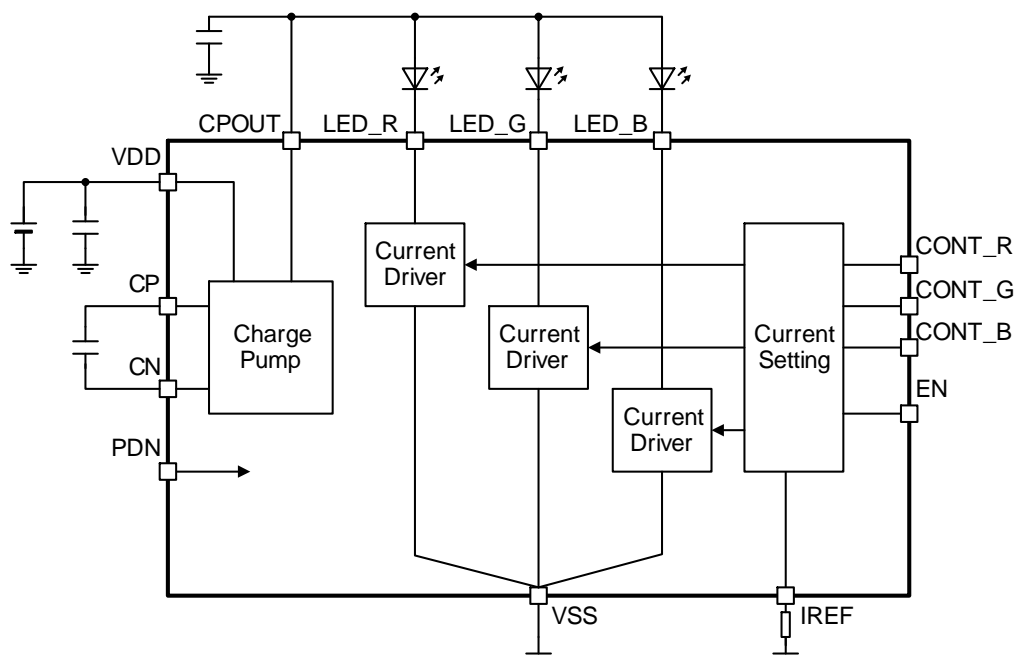 CPOUT
LED_R
LED_G
LED_B
VDD
CP
CN
PDN
Charge
Pump
Current
Driver
Current
Driver
Current
Driver
Current
Setting
CONT_R
CONT_G
CONT_B
EN
VSS
IREF